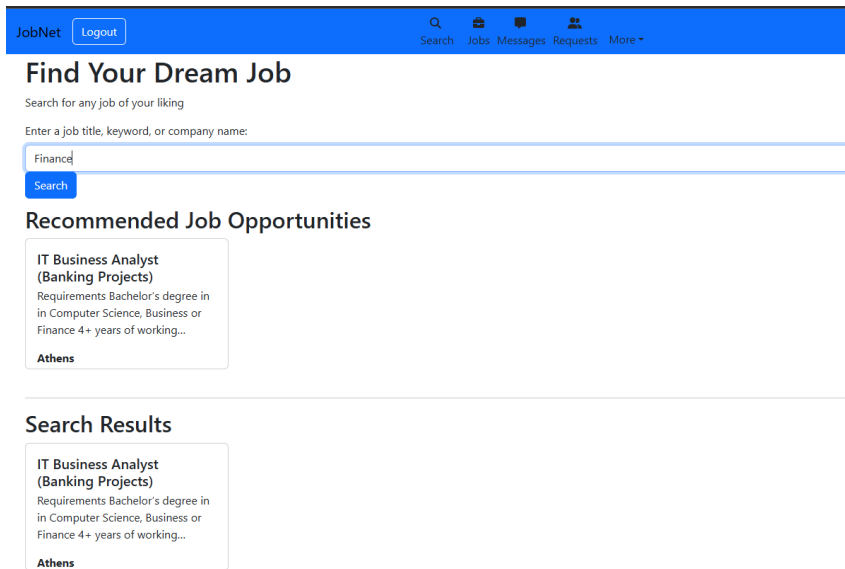 JobNet Logout Search Jobs Messages Requests More
Find Your Dream Job
Search for any job of your liking
Enter a job title, keyword, or company name:
Finance
Search
Recommended Job Opportunities
IT Business Analyst
(Banking Projects)
Requirements Bachelor's degree in
in Computer Science, Business or
Finance 4+ years of working...
Athens
Search Results
IT Business Analyst
(Banking Projects)
Requirements Bachelor's degree in
in Computer Science, Business or
Finance 4+ years of working...
Athens